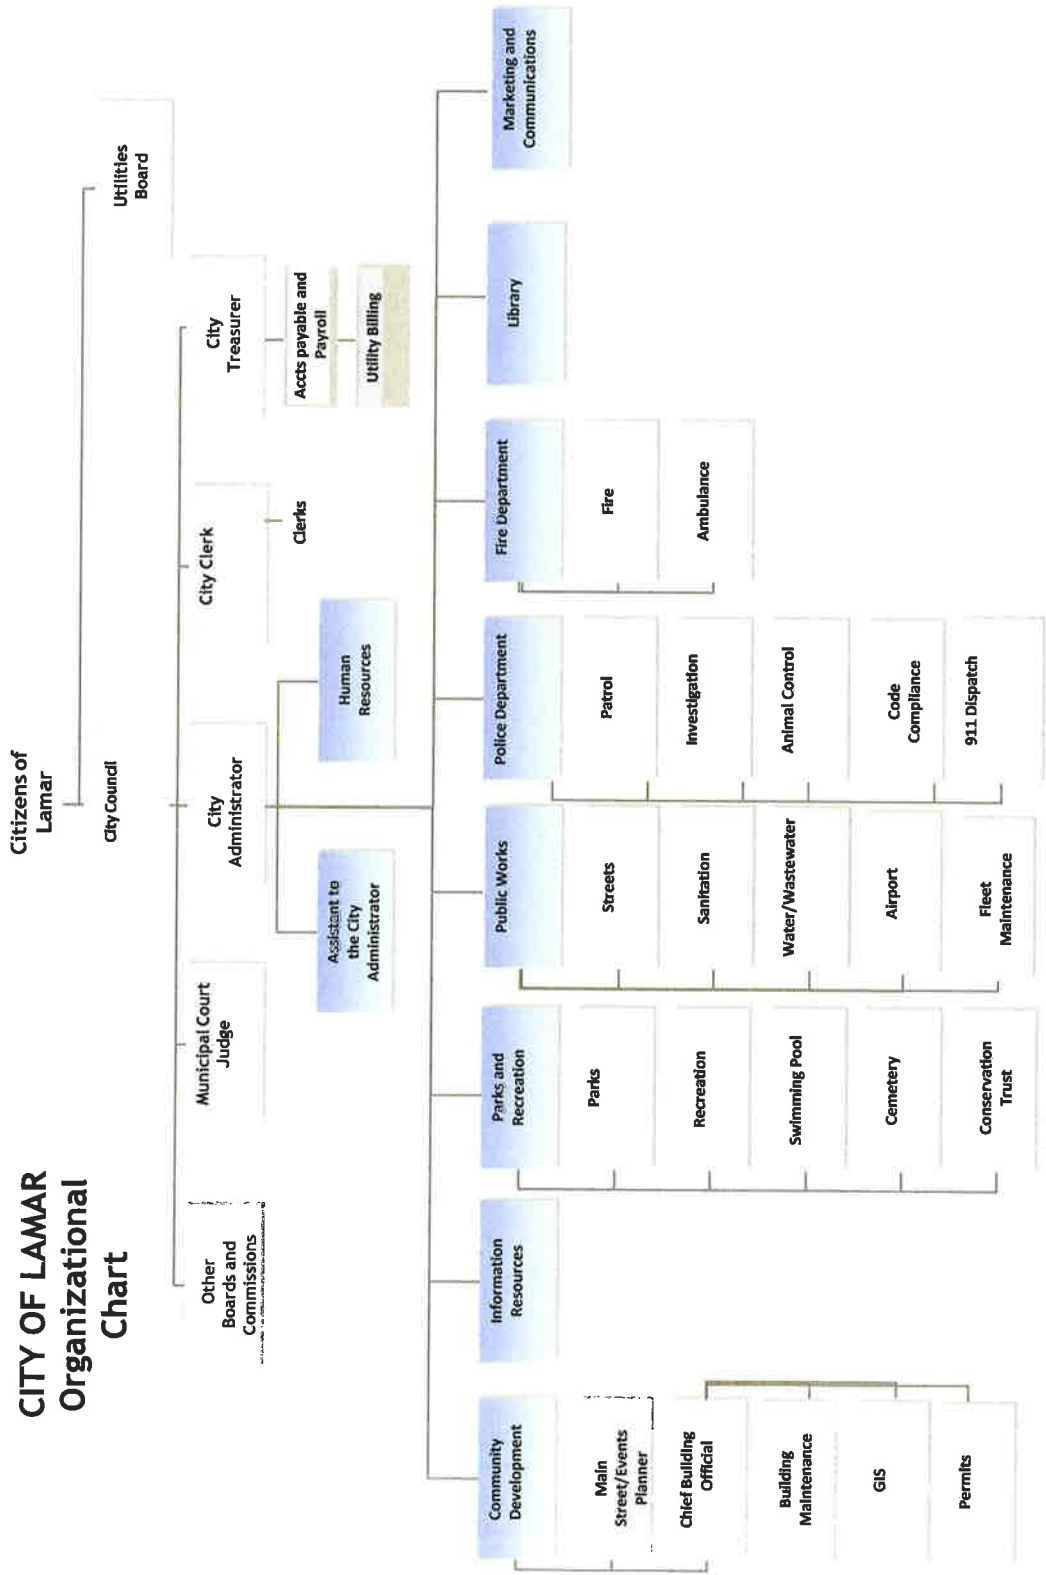 CITY OF LAMAR
Organizational
Chart
Citizens of
Lamar
City Council
Utilities
Board
Other
Boards and
Commissions
Municipal Court
Judge
City
Administrator
City Clerk
City
Treasurer
Clerks
Accts payable and
Payroll
Utility Billing
Assistant to
the City
Administrator
Human
Resources
Community
Development
Main
Street/Events
Planner
Chief Building
Official
Building
Maintenance
GIS
Permits
Information
Resources
Parks and
Recreation
Parks
Recreation
Swimming Pool
Cemetery
Conservation
Trust
Public Works
Streets
Sanitation
Water/Wastewater
Airport
Fleet
Maintenance
Police Department
Patrol
Investigation
Animal Control
Code
Compliance
911 Dispatch
Fire Department
Fire
Ambulance
Library
Marketing and
Communications